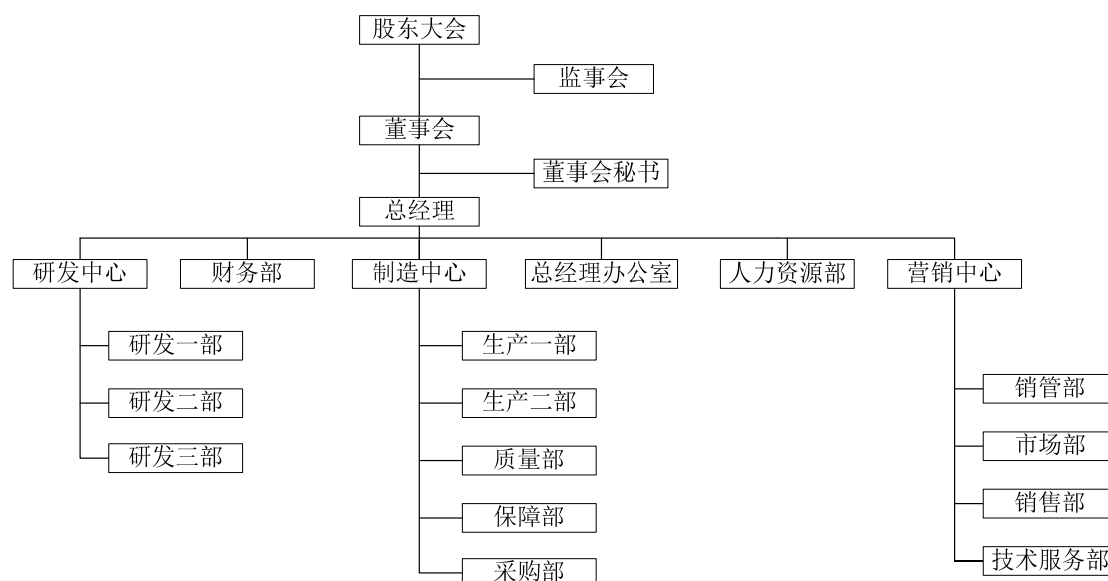 股东大会
监事会
董事会
董事会秘书
总经理
研发中心
财务部
制造中心
总经理办公室
人力资源部
营销中心
研发一部
研发二部
研发三部
生产一部
生产二部
质量部
保障部
采购部
销管部
市场部
销售部
技术服务部